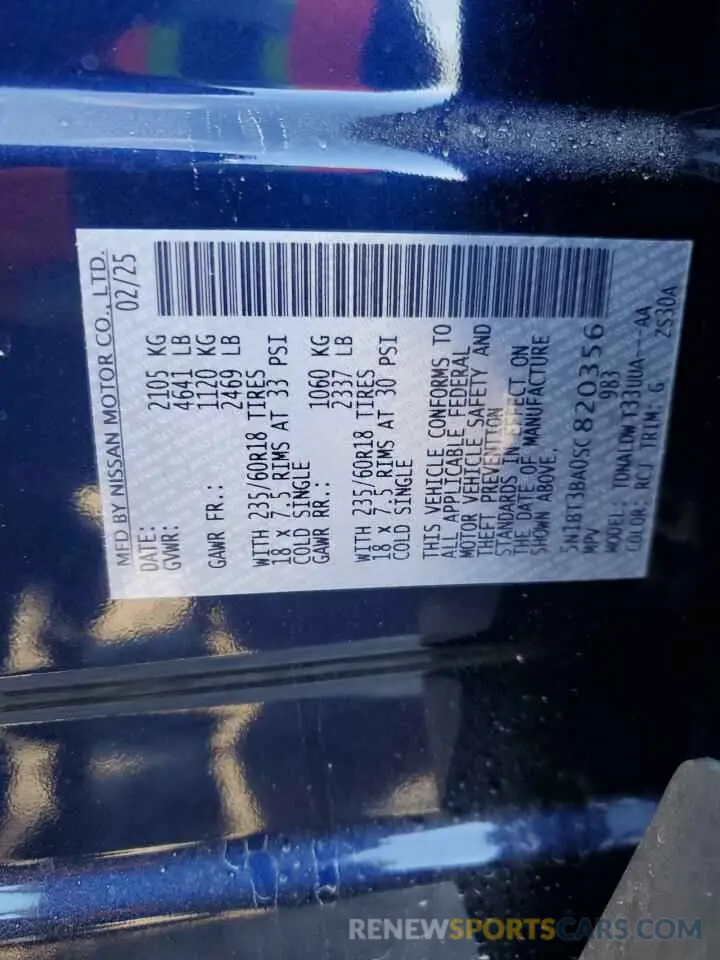 MFD BY NISSAN MOTOR CO., LTD.
DATE: 02/25
GVWR: 2105 KG
4641 LB
GAWR FR.: 1120 KG
2469 LB
WITH 235/60R18 TIRES
18 X 7.5 RIMS AT 33 PSI
COLD SINGLE
GAWR RR.: 1060 KG
2337 LB
WITH 235/60R18 TIRES
18 X 7.5 RIMS AT 30 PSI
COLD SINGLE
THIS VEHICLE CONFORMS TO
ALL APPLICABLE FEDERAL
MOTOR VEHICLE SAFETY AND
THEFT PREVENTION
STANDARDS IN EFFECT ON
THE DATE OF MANUFACTURE
SHOWN ABOVE.
5N1BT3BA0SC820356
MPV 983
MODEL: TDNALDW T33UUA---AA
COLOR: RCJ TRIM: G ZS30A
RENEWSPORTSCARS.COM